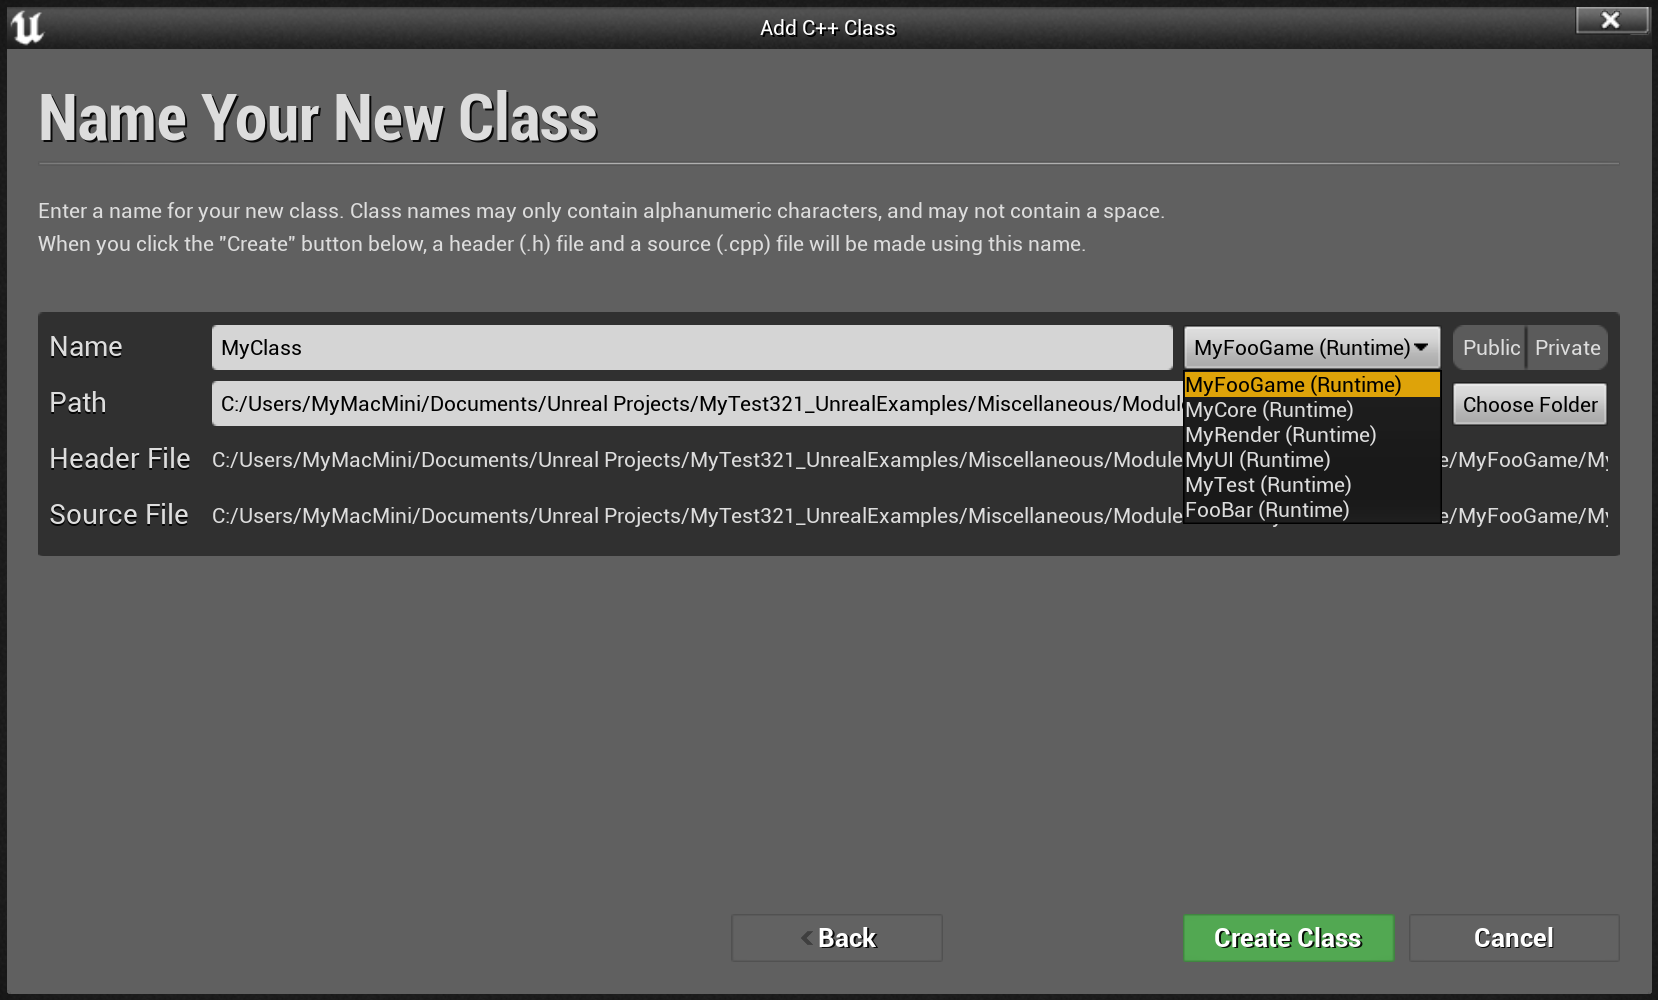 Add C++ Class
Name Your New Class
Enter a name for your new class. Class names may only contain alphanumeric characters, and may not contain a space.
When you click the "Create" button below, a header (.h) file and a source (.cpp) file will be made using this name.
Name MyClass MyFooGame (Runtime) Public Private
MyFooGame (Runtime)
Path C:/Users/MyMacMini/Documents/Unreal Projects/MyTest321_UnrealExamples/Miscellaneous/Modul Choose Folder
MyCore (Runtime)
MyRender (Runtime)
Header File C:/Users/MyMacMini/Documents/Unreal Projects/MyTest321_UnrealExamples/Miscellaneous/Module MyUI (Runtime) e/MyFooGame/My
MyTest (Runtime)
Source File C:/Users/MyMacMini/Documents/Unreal Projects/MyTest321_UnrealExamples/Miscellaneous/Module FooBar (Runtime) e/MyFooGame/My
< Back Create Class Cancel